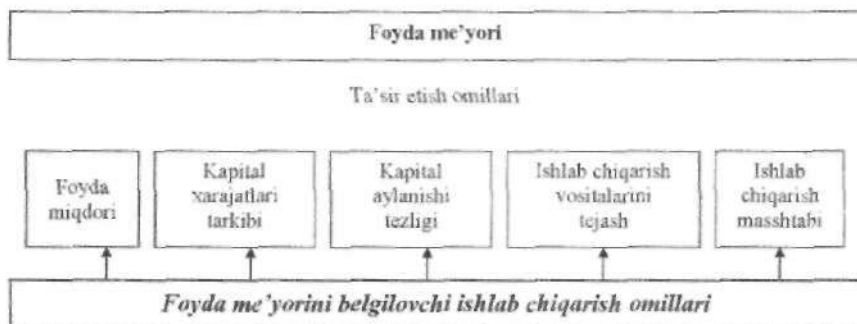 Foyda me'yori
Ta'sir etish omillari
Foyda
miqdori
Kapital
xarajatlari
tarkibi
Kapital
aylanishi
tezligi
Ishlab chiqarish
vositalarini
tejash
Ishlab
chiqarish
masshtabi
Foyda me'yorini belgilovchi ishlab chiqarish omillari